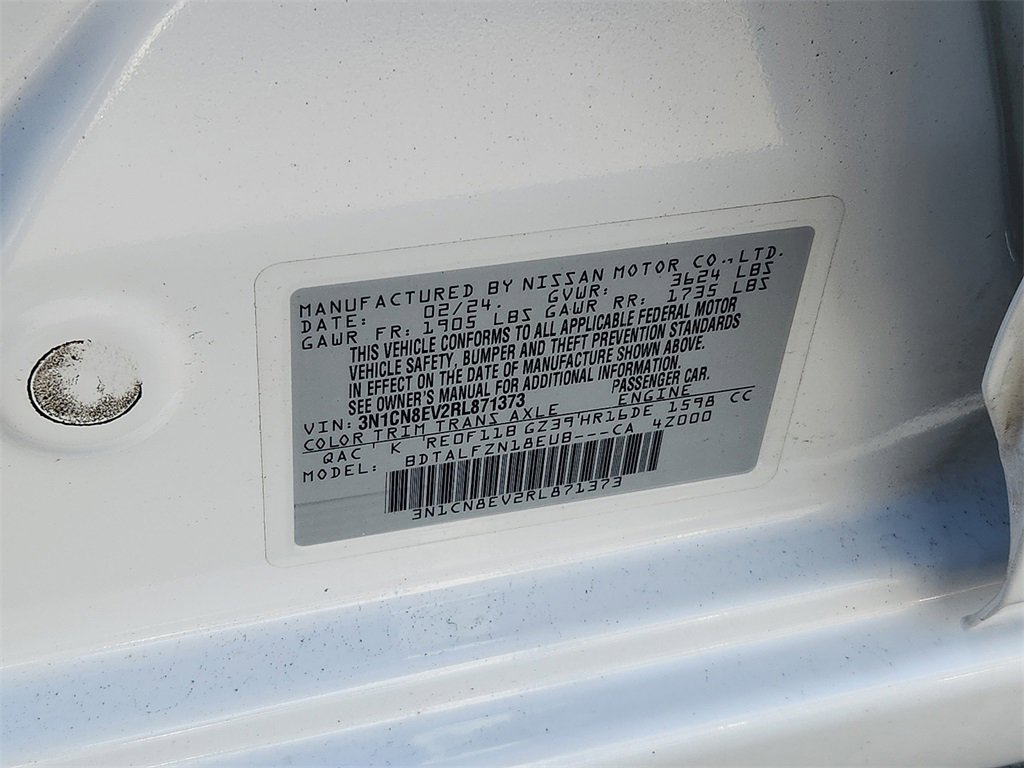 MANUFACTURED BY NISSAN MOTOR CO.,LTD.
DATE: 02/24. GVWR: 3624 LBS
GAWR FR: 1905 LBS GAWR RR: 1735 LBS
THIS VEHICLE CONFORMS TO ALL APPLICABLE FEDERAL MOTOR
VEHICLE SAFETY, BUMPER AND THEFT PREVENTION STANDARDS
IN EFFECT ON THE DATE OF MANUFACTURE SHOWN ABOVE.
SEE OWNER'S MANUAL FOR ADDITIONAL INFORMATION.
VIN: 3N1CN8EV2RL871373 PASSENGER CAR.
COLOR TRIM TRANS AXLE ENGINE
QAC K RE0F11B GZ39 HR16DE 1598 CC
MODEL: BDTALFZN18EUB---CA 4Z000
3N1CN8EV2RL871373